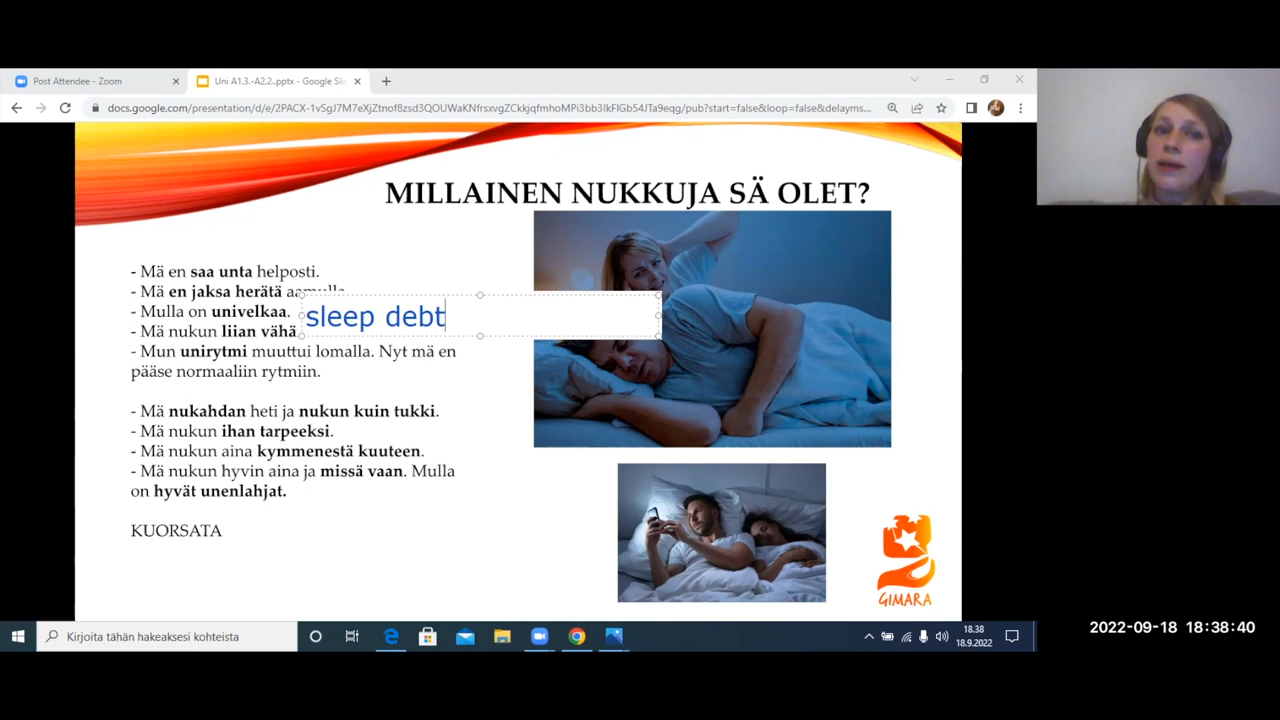 Post Attendee - Zoom
Uni A1.3.-A2.2..pptx - Google Slic
docs.google.com/presentation/d/e/2PACX-1vSgJ7M7eXjZtnof8zsd3QOUWaKNfrsxvgZCkkjqfmhoMPi3bb3IkFlGb54JTa9eqg/pub?start=false&loop=false&delayms...
MILLAINEN NUKKUJA SÄ OLET?
- Mä en saa unta helposti.
- Mä en jaksa herätä aamulla.
- Mulla on univelkaa.
sleep debt
- Mä nukun liian vähä
- Mun unirytmi muuttui lomalla. Nyt mä en
pääse normaaliin rytmiin.
- Mä nukahdan heti ja nukun kuin tukki.
- Mä nukun ihan tarpeeksi.
- Mä nukun aina kymmenestä kuuteen.
- Mä nukun hyvin aina ja missä vaan. Mulla
on hyvät unenlahjat.
KUORSATA
GIMARA
Kirjoita tähän hakeaksesi kohteista
18.38
18.9.2022
2022-09-18 18:38:40